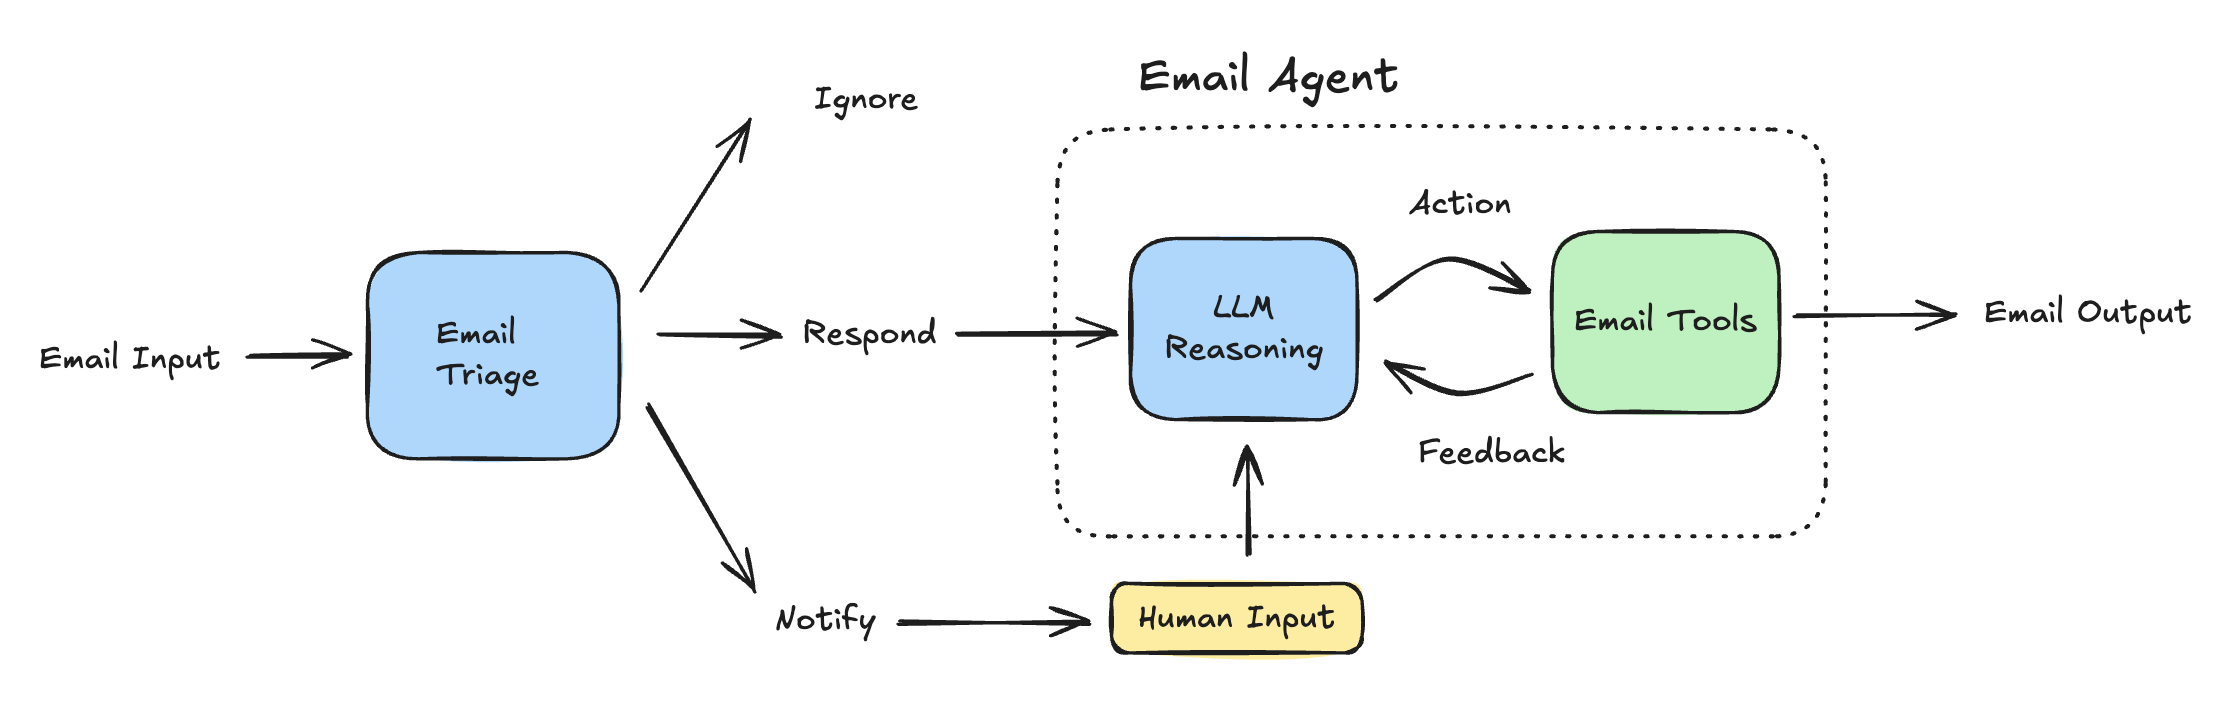 Email Agent
Ignore
Action
Email Input
Email
Triage
Respond
LLM
Reasoning
Email Tools
Email Output
Feedback
Notify
Human Input